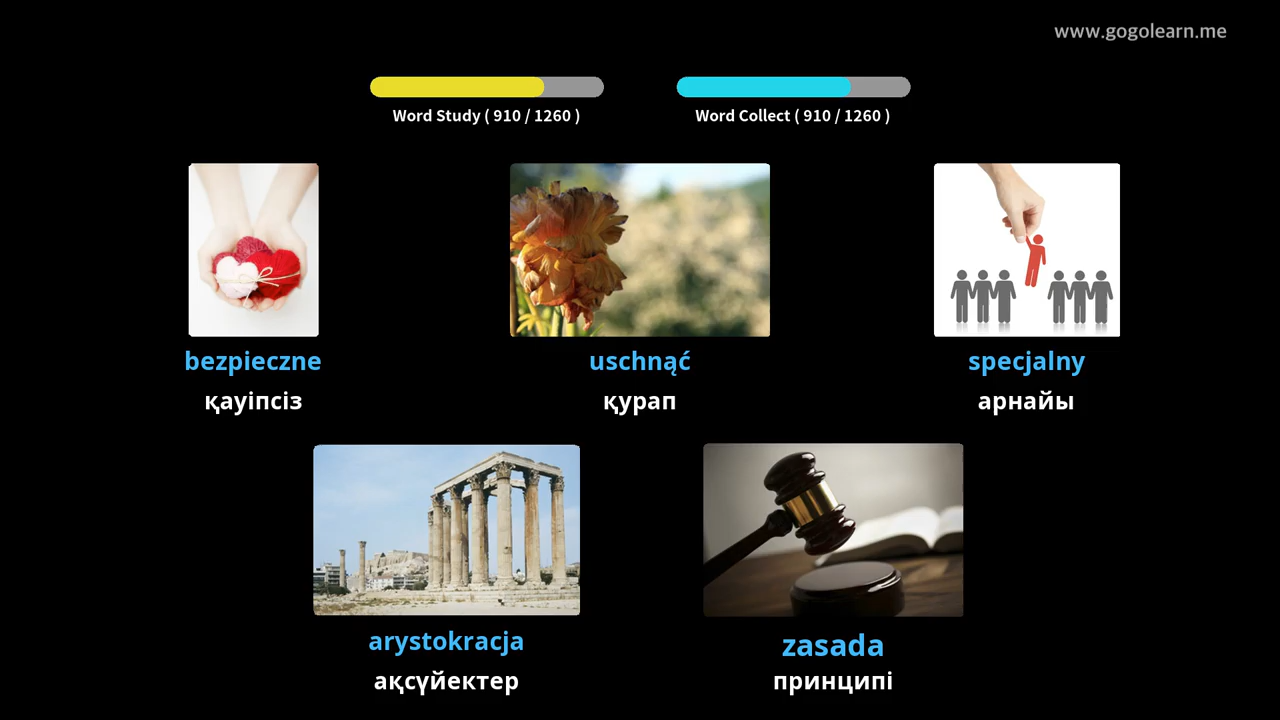 www.gogolearn.me
Word Study ( 910 / 1260 )
Word Collect ( 910 / 1260 )
bezpieczne
қауіпсіз
uschnąć
құрап
specjalny
арнайы
arystokracja
ақсүйектер
zasada
принципі